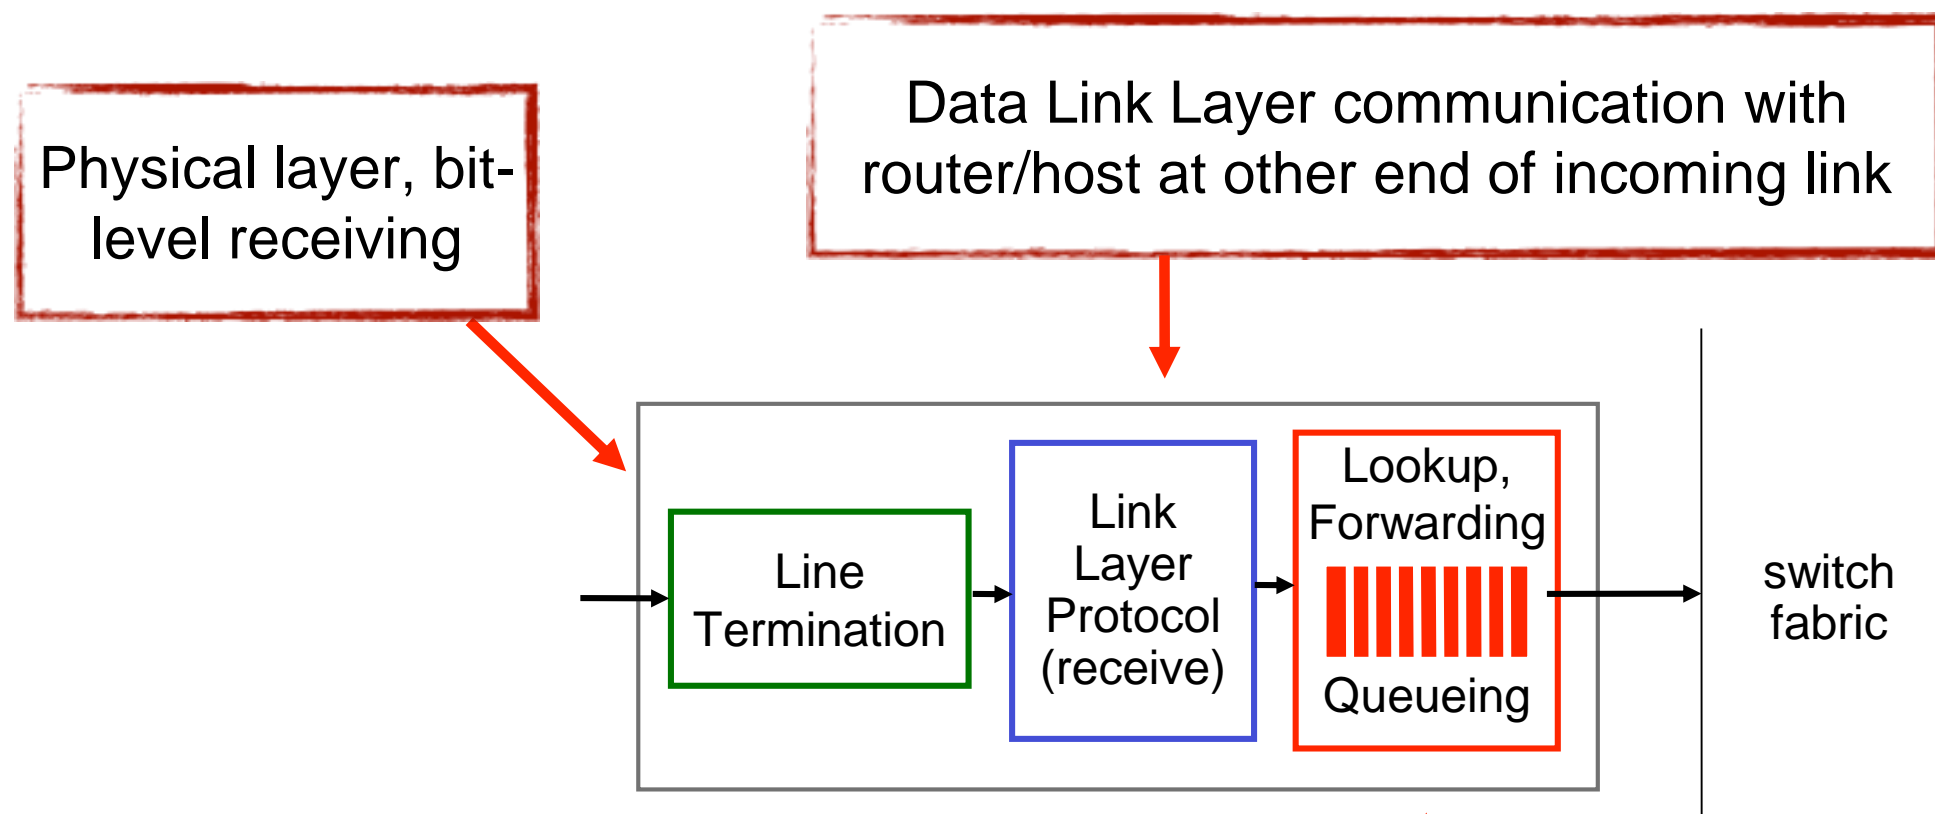 Physical layer, bit-
level receiving
Data Link Layer communication with
router/host at other end of incoming link
Line
Termination
Link
Layer
Protocol
(receive)
Lookup,
Forwarding
Queueing
switch
fabric